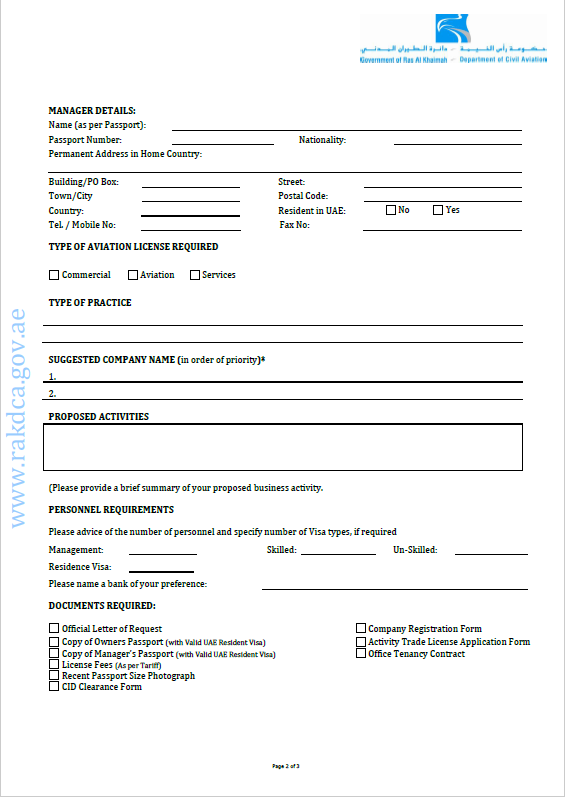 حكومة رأس الخيمة – دائرة الطيران المدني
Government of Ras Al Khaimah – Department of Civil Aviation
MANAGER DETAILS:
Name (as per Passport):
Passport Number: Nationality:
Permanent Address in Home Country:
Building/PO Box: Street:
Town/City Postal Code:
Country: Resident in UAE: No Yes
Tel. / Mobile No: Fax No:
TYPE OF AVIATION LICENSE REQUIRED
Commercial Aviation Services
TYPE OF PRACTICE
SUGGESTED COMPANY NAME (in order of priority)*
1.
2.
PROPOSED ACTIVITIES
(Please provide a brief summary of your proposed business activity.
PERSONNEL REQUIREMENTS
Please advice of the number of personnel and specify number of Visa types, if required
Management: Skilled: Un-Skilled:
Residence Visa:
Please name a bank of your preference:
DOCUMENTS REQUIRED:
Official Letter of Request Company Registration Form
Copy of Owners Passport (with Valid UAE Resident Visa) Activity Trade License Application Form
Copy of Manager's Passport (with Valid UAE Resident Visa) Office Tenancy Contract
License Fees (As per Tariff)
Recent Passport Size Photograph
CID Clearance Form
www.rakdca.gov.ae
Page 2 of 3